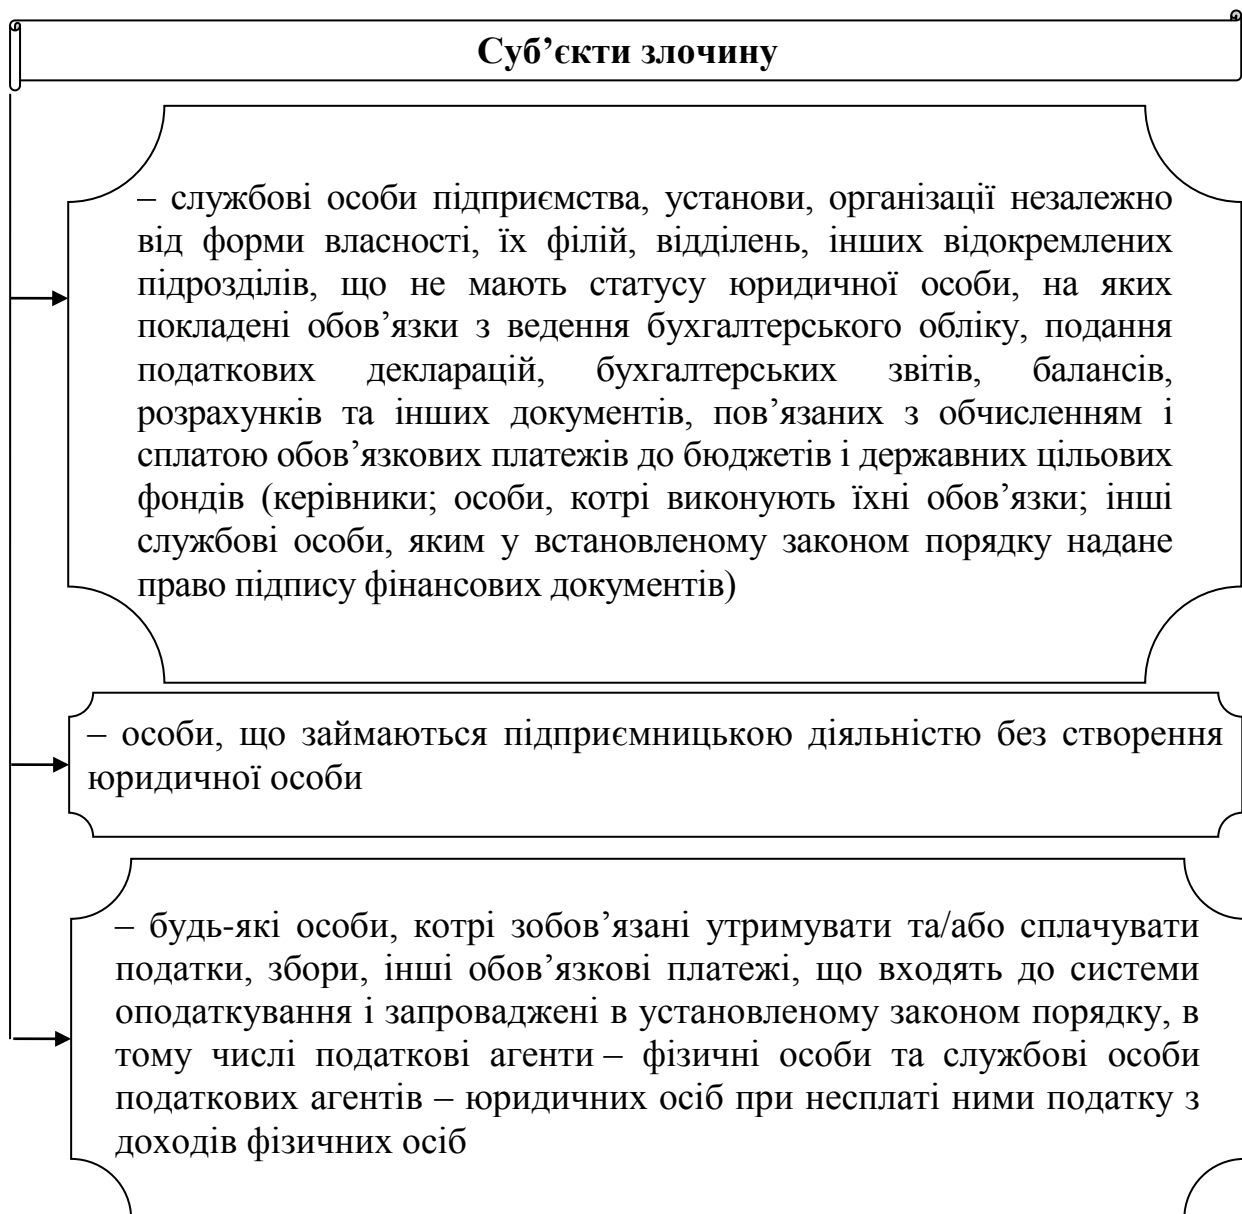 Суб’єкти злочину
– службові особи підприємства, установи, організації незалежно
від форми власності, їх філій, відділень, інших відокремлених
підрозділів, що не мають статусу юридичної особи, на яких
покладені обов’язки з ведення бухгалтерського обліку, подання
податкових декларацій, бухгалтерських звітів, балансів,
розрахунків та інших документів, пов’язаних з обчисленням і
сплатою обов’язкових платежів до бюджетів і державних цільових
фондів (керівники; особи, котрі виконують їхні обов’язки; інші
службові особи, яким у встановленому законом порядку надане
право підпису фінансових документів)
– особи, що займаються підприємницькою діяльністю без створення
юридичної особи
– будь-які особи, котрі зобов’язані утримувати та/або сплачувати
податки, збори, інші обов’язкові платежі, що входять до системи
оподаткування і запроваджені в установленому законом порядку, в
тому числі податкові агенти – фізичні особи та службові особи
податкових агентів – юридичних осіб при несплаті ними податку з
доходів фізичних осіб